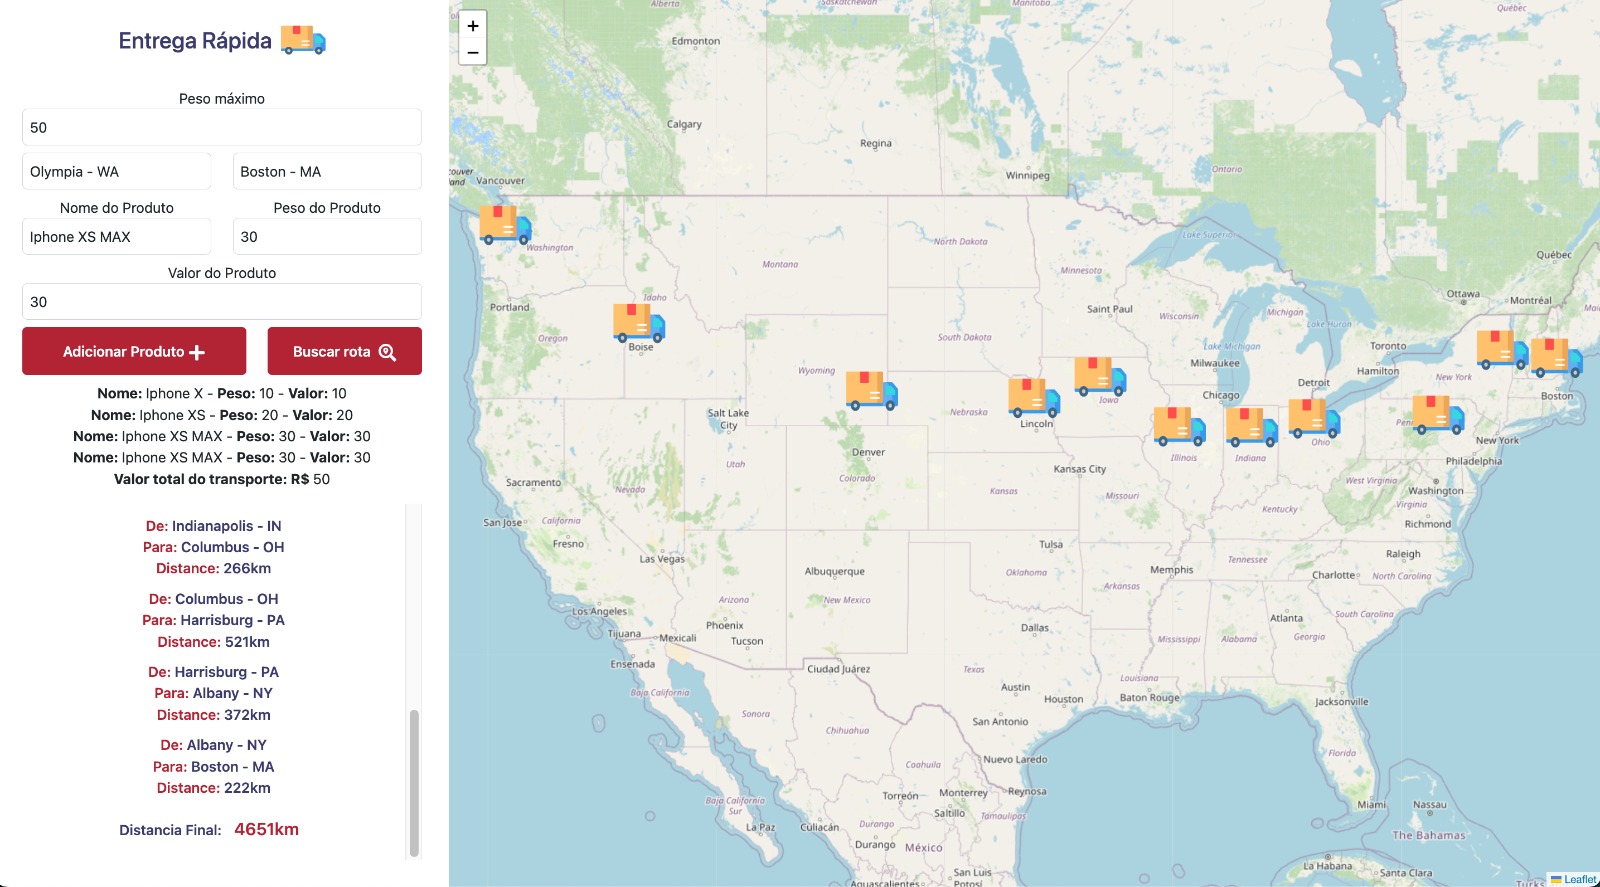 Entrega Rápida
Peso máximo
50
Olympia - WA
Boston - MA
Nome do Produto
Peso do Produto
Iphone XS MAX
30
Valor do Produto
30
Adicionar Produto
Buscar rota
Nome: Iphone X - Peso: 10 - Valor: 10
Nome: Iphone XS - Peso: 20 - Valor: 20
Nome: Iphone XS MAX - Peso: 30 - Valor: 30
Nome: Iphone XS MAX - Peso: 30 - Valor: 30
Valor total do transporte: R$ 50
De: Indianapolis - IN
Para: Columbus - OH
Distance: 266km
De: Columbus - OH
Para: Harrisburg - PA
Distance: 521km
De: Harrisburg - PA
Para: Albany - NY
Distance: 372km
De: Albany - NY
Para: Boston - MA
Distance: 222km
Distancia Final: 4651km
+
−
Alberta
Saskatchewan
Manitoba
Québec
Edmonton
Calgary
Regina
Winnipeg
Ontario
Vancouver
Washington
North Dakota
Lake Superior
Québec
Montana
Minnesota
Ottawa
Montréal
Portland
Idaho
Saint Paul
Wisconsin
Lake Huron
Oregon
Boise
South Dakota
Lake Michigan
Toronto
Wyoming
Milwaukee
Hamilton
New York
Detroit
Boston
Salt Lake
City
Nebraska
Iowa
Chicago
Lincoln
Ohio
New York
Denver
Illinois
Indiana
Philadelphia
Utah
Kansas City
Sacramento
Nevada
Colorado
Kansas
Missouri
West Virginia
Washington
Kentucky
Virginia
San Jose
California
Richmond
Fresno
Las Vegas
Tulsa
Raleigh
Albuquerque
Oklahoma
Memphis
Tennessee
Charlotte
North Carolina
Arizona
New Mexico
Arkansas
Los Angeles
South Carolina
Phoenix
Atlanta
Tijuana
Mexicali
Tucson
Dallas
Mississippi
Alabama
Georgia
Ensenada
Ciudad Juárez
Texas
Louisiana
Baja California
Austin
Houston
Baton Rouge
Jacksonville
Sonora
San Antonio
Chihuahua
Florida
Nuevo Laredo
Coahuila
Baja California
Sur
Torreón
Monterrey
Reynosa
Miami
Nassau
La Paz
Culiacán
Durango
Saltillo
Tamaulipas
The Bahamas
Durango
México
La Habana
Santa Clara
San Luis
Aguascalientes
Leaflet